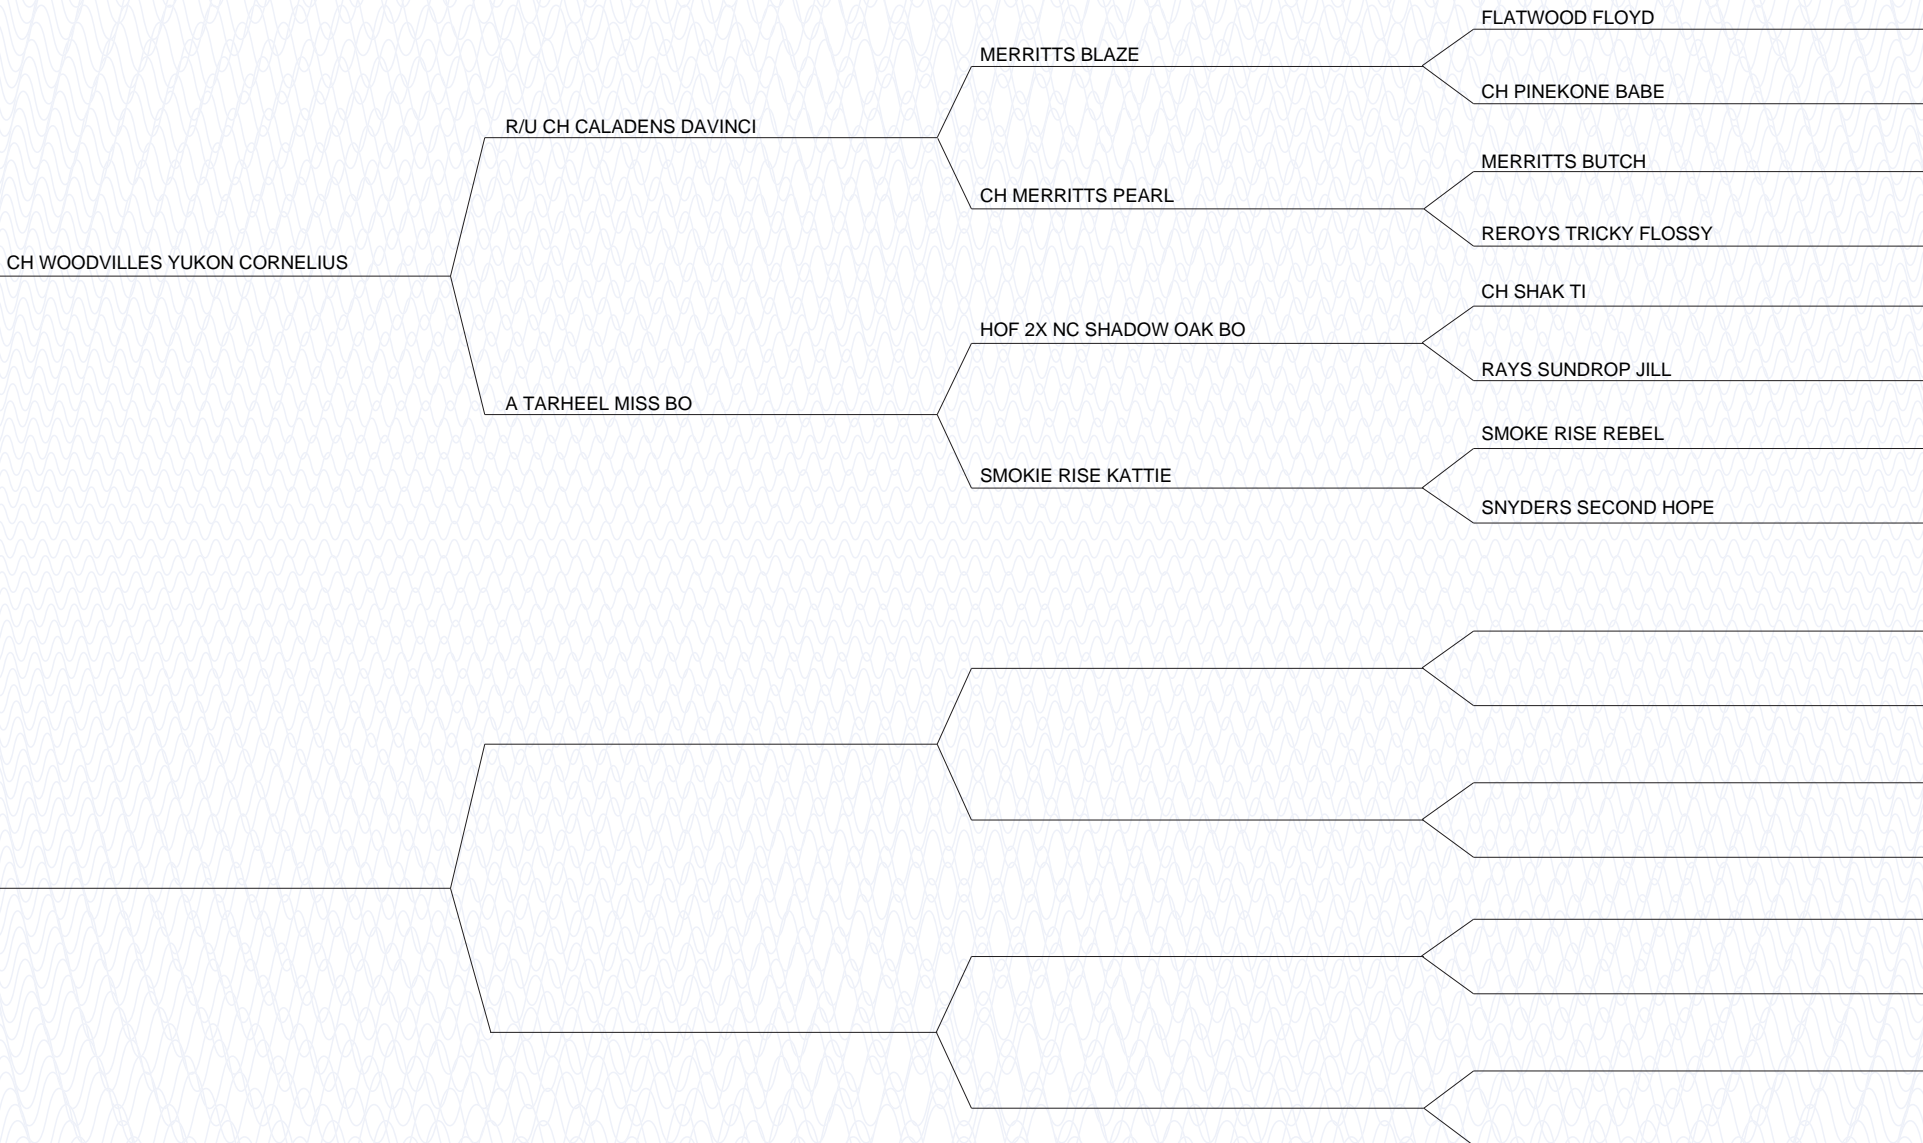 FLATWOOD FLOYD
MERRITTS BLAZE
CH PINEKONE BABE
R/U CH CALADENS DAVINCI
MERRITTS BUTCH
CH MERRITTS PEARL
REROYS TRICKY FLOSSY
CH WOODVILLES YUKON CORNELIUS
CH SHAK TI
HOF 2X NC SHADOW OAK BO
RAYS SUNDROP JILL
A TARHEEL MISS BO
SMOKE RISE REBEL
SMOKIE RISE KATTIE
SNYDERS SECOND HOPE